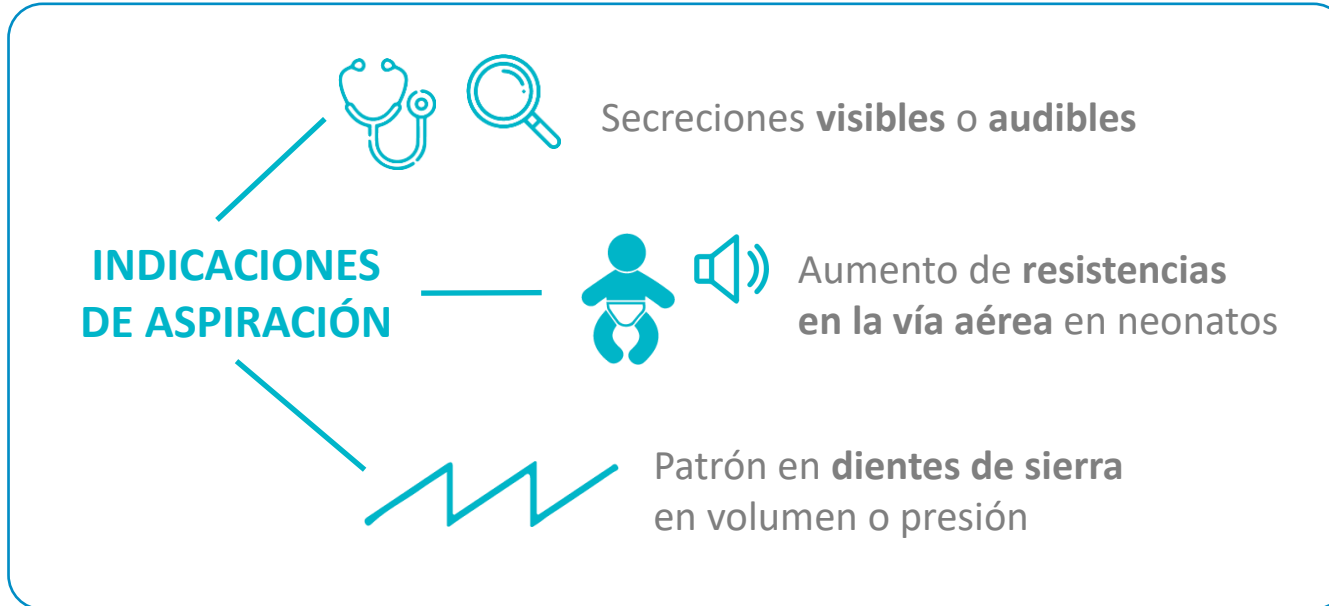 Secreciones visibles o audibles
INDICACIONES
DE ASPIRACIÓN
Aumento de resistencias
en la vía aérea en neonatos
Patrón en dientes de sierra
en volumen o presión